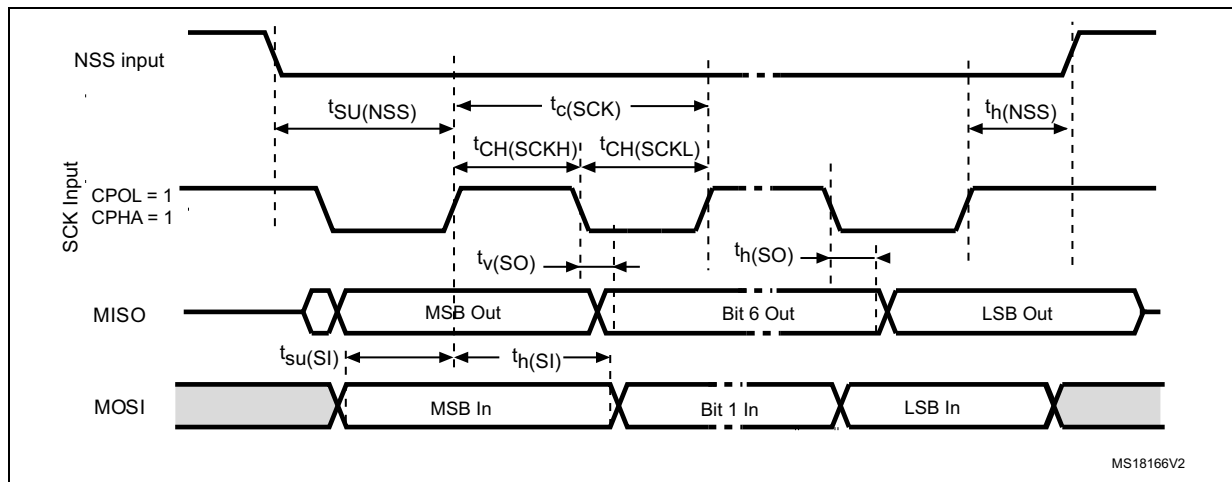 NSS input
tSU(NSS)
tc(SCK)
th(NSS)
tCH(SCKH)
tCH(SCKL)
SCK Input
CPOL = 1
CPHA = 1
tv(SO)
th(SO)
MISO
MSB Out
Bit 6 Out
LSB Out
tsu(SI)
th(SI)
MOSI
MSB In
Bit 1 In
LSB In
MS18166V2